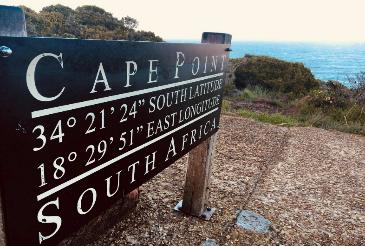 CAPE POINT
34° 21' 24" SOUTH LATITUDE
18° 29' 51" EAST LONGITUDE
SOUTH AFRICA